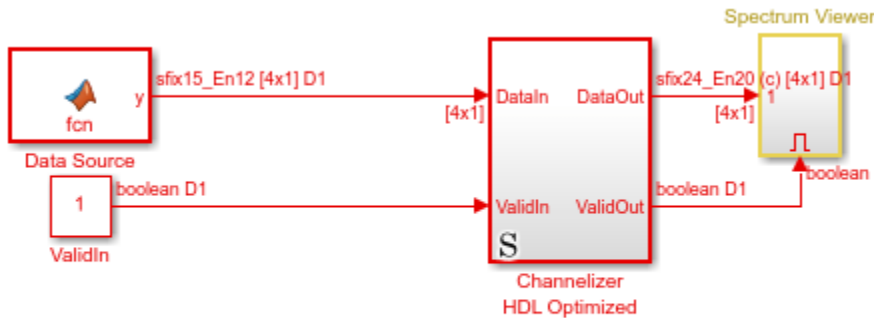 Spectrum Viewer
sfix15_En12 [4x1] D1
y
fcn
[4x1]
Data Source
DataIn
DataOut
sfix24_En20 (c) [4x1] D1
[4x1]
1
boolean D1
1
ValidIn
ValidIn
ValidOut
boolean D1
boolean
S
Channelizer
HDL Optimized